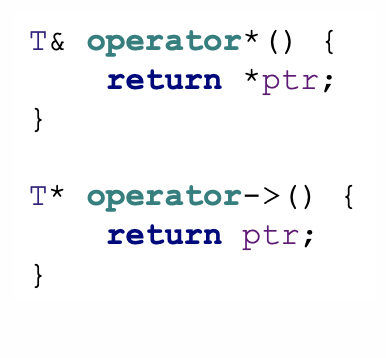 T& operator*() {
    return *ptr;
}

T* operator->() {
    return ptr;
}